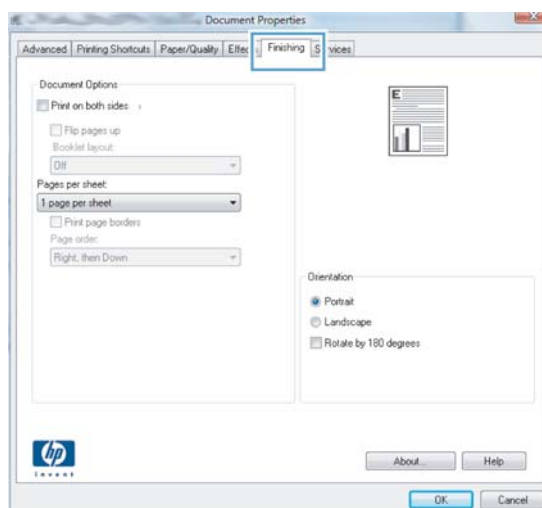 Document Properties
Advanced Printing Shortcuts Paper/Quality Finishing
Document Options
Print on both sides
Flip pages up
Booklet layout:
Off
Pages per sheet:
1 page per sheet
Print page borders
Page order:
Right, then Down
E
Orientation
Portrait
Landscape
Rotate by 180 degrees
hp
invent
About... Help
OK Cancel